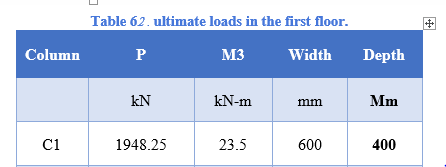 Table 62. ultimate loads in the first floor.
Column P M3 Width Depth
kN kN-m mm Mm
C1 1948.25 23.5 600 400